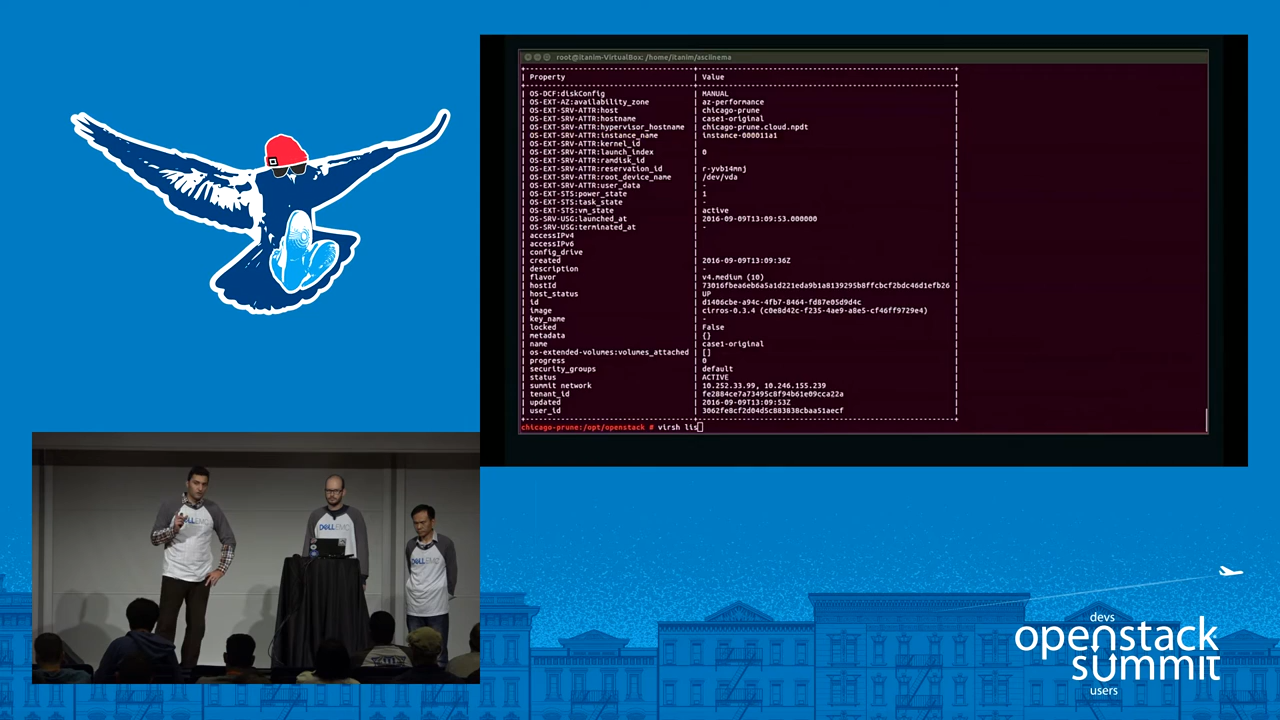 root@itanim-VirtualBox: /home/itanim/asciinema
| Property | Value |
| OS-DCF:diskConfig | MANUAL |
| OS-EXT-AZ:availability_zone | az-performance |
| OS-EXT-SRV-ATTR:host | chicago-prune |
| OS-EXT-SRV-ATTR:hostname | case1-original |
| OS-EXT-SRV-ATTR:hypervisor_hostname | chicago-prune.cloud.npdt |
| OS-EXT-SRV-ATTR:instance_name | instance-000011a1 |
| OS-EXT-SRV-ATTR:kernel_id | |
| OS-EXT-SRV-ATTR:launch_index | 0 |
| OS-EXT-SRV-ATTR:ramdisk_id | |
| OS-EXT-SRV-ATTR:reservation_id | r-yvb14mnj |
| OS-EXT-SRV-ATTR:root_device_name | /dev/vda |
| OS-EXT-SRV-ATTR:user_data | - |
| OS-EXT-STS:power_state | 1 |
| OS-EXT-STS:task_state | - |
| OS-EXT-STS:vm_state | active |
| OS-SRV-USG:launched_at | 2016-09-09T13:09:53.000000 |
| OS-SRV-USG:terminated_at | - |
| accessIPv4 | |
| accessIPv6 | |
| config_drive | |
| created | 2016-09-09T13:09:36Z |
| description | - |
| flavor | v4.medium (10) |
| hostId | 73016fbea6eb6a5a1d221eda9b1a8139295b8ffcbcf2bdc46d1efb26 |
| host_status | UP |
| id | d1406cbe-a94c-4fb7-8464-fd87e05d9d4c |
| image | cirros-0.3.4 (c0e8d42c-f235-4ae9-a8e5-cf46ff9729e4) |
| key_name | - |
| locked | False |
| metadata | {} |
| name | case1-original |
| os-extended-volumes:volumes_attached | [] |
| progress | 0 |
| security_groups | default |
| status | ACTIVE |
| summit network | 10.252.33.99, 10.246.155.239 |
| tenant_id | fe2884ce7a73495c8f94b61e09cca22a |
| updated | 2016-09-09T13:09:53Z |
| user_id | 3062fe8cf2d04d5c883838cbaa51aecf |
chicago-prune:/opt/openstack # virsh lis
DELLEMC
DELLEMC
DELLEMC
devs
openstack
summit
users